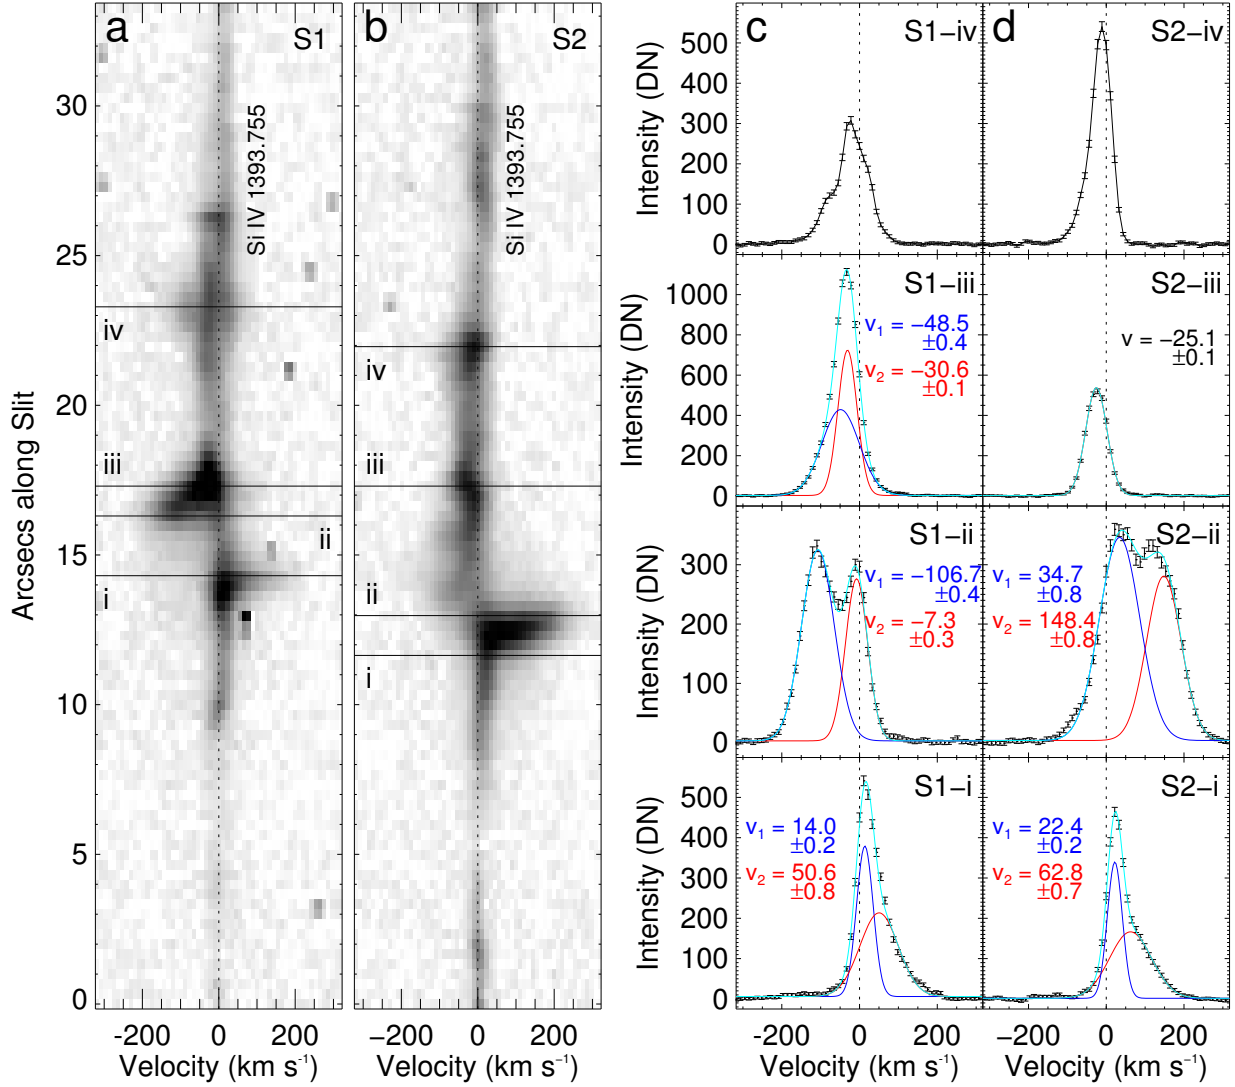 a
S1
Si IV 1393.755
iv
iii
ii
i
30
25
20
15
10
5
0
Arcsecs along Slit
-200
0
200
Velocity (km s⁻¹)
b
S2
Si IV 1393.755
iv
iii
ii
i
-200
0
200
Velocity (km s⁻¹)
c
S1−iv
500
400
300
200
100
0
Intensity (DN)
d
S2−iv
S1−iii
v₁ = −48.5
±0.4
v₂ = −30.6
±0.1
1000
800
600
400
200
0
Intensity (DN)
S2−iii
v = −25.1
±0.1
S1−ii
v₁ = −106.7
±0.4
v₂ = −7.3
±0.3
300
200
100
0
Intensity (DN)
S2−ii
v₁ = 34.7
±0.8
v₂ = 148.4
±0.8
S1−i
v₁ = 14.0
±0.2
v₂ = 50.6
±0.8
500
400
300
200
100
0
Intensity (DN)
-200
0
200
Velocity (km s⁻¹)
S2−i
v₁ = 22.4
±0.2
v₂ = 62.8
±0.7
-200
0
200
Velocity (km s⁻¹)